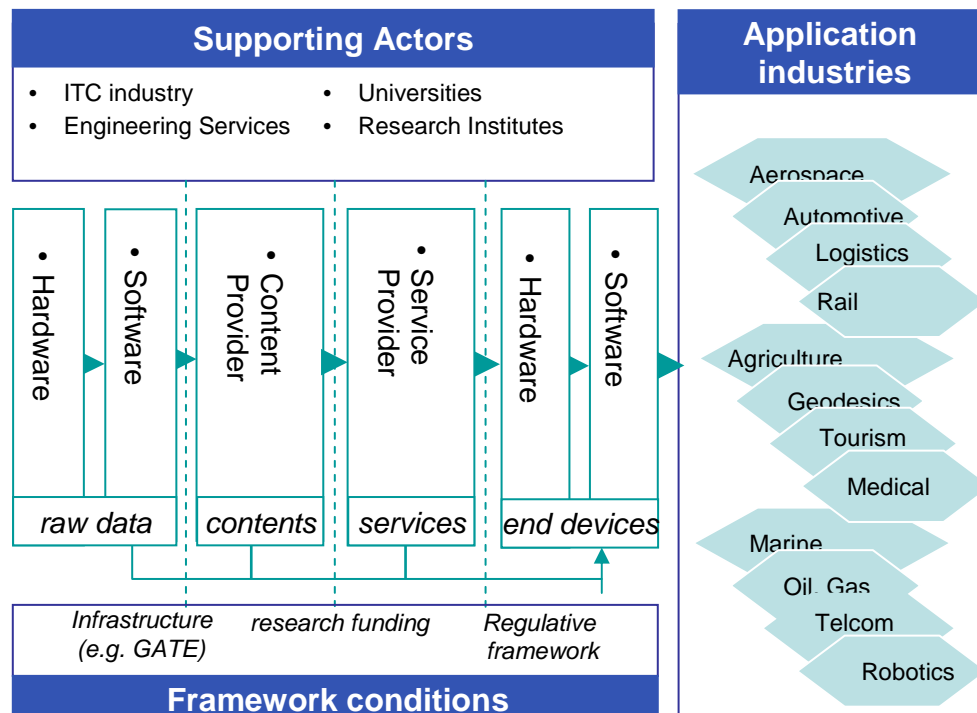 Supporting Actors
• ITC industry
• Engineering Services
• Universities
• Research Institutes
• Hardware
• Software
• Content
Provider
• Service
Provider
• Hardware
• Software
raw data
contents
services
end devices
Infrastructure
(e.g. GATE)
research funding
Regulative
framework
Framework conditions
Application
industries
Aerospace
Automotive
Logistics
Rail
Agriculture
Geodesics
Tourism
Medical
Marine
Oil, Gas
Telcom
Robotics